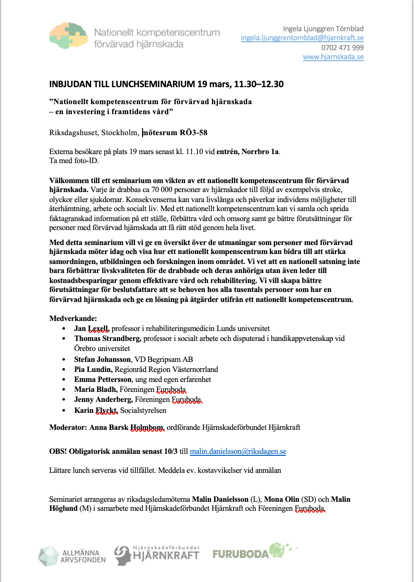 Nationellt kompetenscentrum
förvärvad hjärnskada
Ingela Ljunggren Törnblad
ingela.ljunggrentornblad@hjarnkraft.se
0702 471 999
www.hjarnskada.se
INBJUDAN TILL LUNCHSEMINARIUM 19 mars, 11.30–12.30
"Nationellt kompetenscentrum för förvärvad hjärnskada
– en investering i framtidens vård"
Riksdagshuset, Stockholm, mötesrum RÖ3-58
Externa besökare på plats 19 mars senast kl. 11.10 vid entrén, Norrbro 1a.
Ta med foto-ID.
Välkommen till ett seminarium om vikten av ett nationellt kompetenscentrum för förvärvad
hjärnskada. Varje år drabbas ca 70 000 personer av hjärnskador till följd av exempelvis stroke,
olyckor eller sjukdomar. Konsekvenserna kan vara livslånga och påverkar individens möjligheter till
återhämtning, arbete och socialt liv. Med ett nationellt kompetenscentrum kan vi samla och sprida
faktagranskad information på ett ställe, förbättra vård och omsorg samt ge bättre förutsättningar för
personer med förvärvad hjärnskada att få rätt stöd genom hela livet.
Med detta seminarium vill vi ge en översikt över de utmaningar som personer med förvärvad
hjärnskada möter idag och visa hur ett nationellt kompenscentrum kan bidra till att stärka
samordningen, utbildningen och forskningen inom området. Vi vet att en nationell satsning inte
bara förbättrar livskvaliteten för de drabbade och deras anhöriga utan även leder till
kostnadsbesparingar genom effektivare vård och rehabilitering. Vi vill skapa bättre
förutsättningar för beslutsfattare att se behoven hos alla tusentals personer som har en
förvärvad hjärnskada och ge en lösning på åtgärder utifrån ett nationellt kompetenscentrum.
Medverkande:
• Jan Lexell, professor i rehabiliteringsmedicin Lunds universitet
• Thomas Strandberg, professor i socialt arbete och disputerad i handikappvetenskap vid
Örebro universitet
• Stefan Johansson, VD Begripsam AB
• Pia Lundin, Regionråd Region Västernorrland
• Emma Pettersson, ung med egen erfarenhet
• Maria Bladh, Föreningen Furuboda
• Jenny Anderberg, Föreningen Furuboda
• Karin Flyckt, Socialstyrelsen
Moderator: Anna Barsk Holmbom, ordförande Hjärnskadeförbundet Hjärnkraft
OBS! Obligatorisk anmälan senast 10/3 till malin.danielsson@riksdagen.se
Lättare lunch serveras vid tillfället. Meddela ev. kostavvikelser vid anmälan
Seminariet arrangeras av riksdagsledamöterna Malin Danielsson (L), Mona Olin (SD) och Malin
Höglund (M) i samarbete med Hjärnskadeförbundet Hjärnkraft och Föreningen Furuboda.
ALLMÄNNA
ARVSFONDEN
Hjärnskadeförbundet
HJÄRNKRAFT
FURUBODA